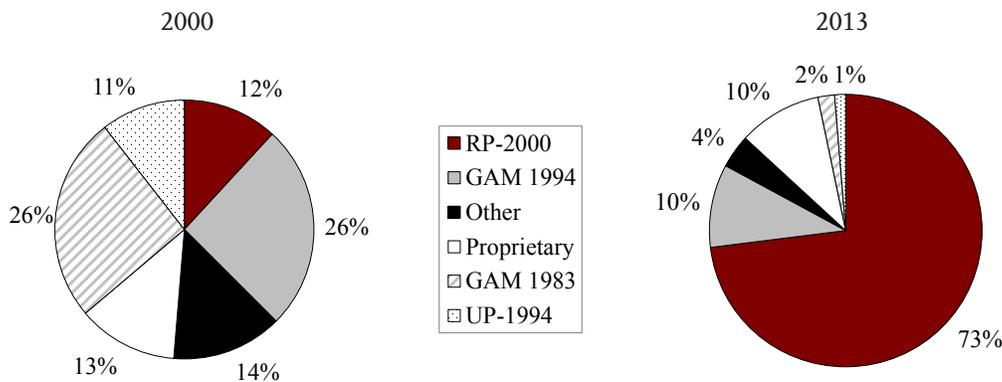 2000
11%
12%
26%
26%
13%
14%
RP-2000
GAM 1994
Other
Proprietary
GAM 1983
UP-1994
2013
2% 1%
10%
4%
10%
73%